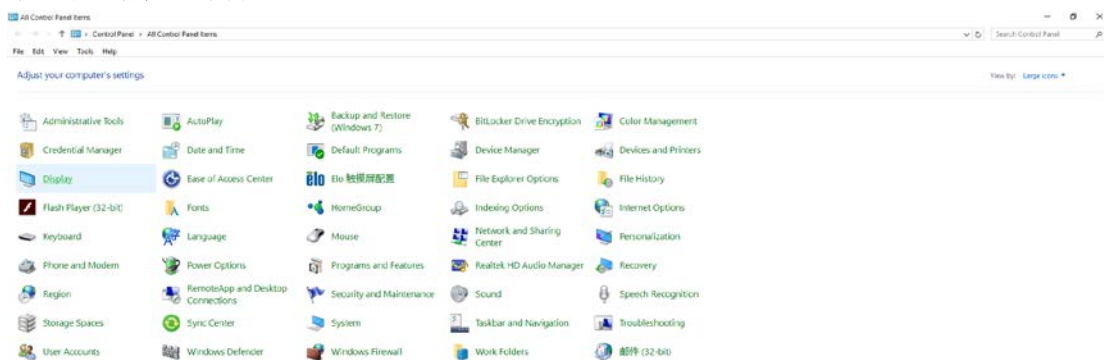 All Control Panel Items
Control Panel > All Control Panel Items
Search Control Panel
File Edit View Tools Help
Adjust your computer's settings
View by: Large icons
Administrative Tools
AutoPlay
Backup and Restore
(Windows 7)
BitLocker Drive Encryption
Color Management
Credential Manager
Date and Time
Default Programs
Device Manager
Devices and Printers
Display
Ease of Access Center
elo
Elo 触摸屏配置
File Explorer Options
File History
Flash Player (32-bit)
Fonts
HomeGroup
Indexing Options
Internet Options
Keyboard
Language
Mouse
Network and Sharing
Center
Personalization
Phone and Modem
Power Options
Programs and Features
Realtek HD Audio Manager
Recovery
Region
RemoteApp and Desktop
Connections
Security and Maintenance
Sound
Speech Recognition
Storage Spaces
Sync Center
System
Taskbar and Navigation
Troubleshooting
User Accounts
Windows Defender
Windows Firewall
Work Folders
邮件 (32-bit)